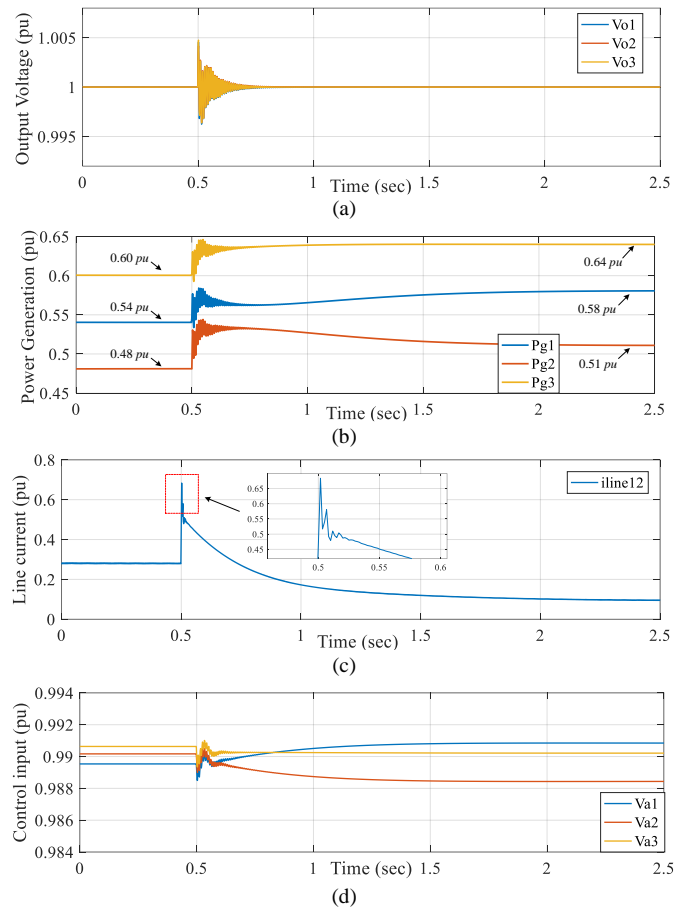 Output Voltage (pu)
1.005
1
0.995
Vo1
Vo2
Vo3
0
0.5
1
1.5
2
2.5
Time (sec)
(a)
Power Generation (pu)
0.65
0.6
0.55
0.5
0.45
0.60 pu
0.54 pu
0.48 pu
0.64 pu
0.58 pu
0.51 pu
Pg1
Pg2
Pg3
0
0.5
1
1.5
2
2.5
Time (sec)
(b)
Line current (pu)
0.8
0.6
0.4
0.2
0
0.65
0.6
0.55
0.5
0.45
0.5
0.55
0.6
iline12
0
0.5
1
1.5
2
2.5
Time (sec)
(c)
Control input (pu)
0.994
0.992
0.99
0.988
0.986
0.984
Va1
Va2
Va3
0
0.5
1
1.5
2
2.5
Time (sec)
(d)